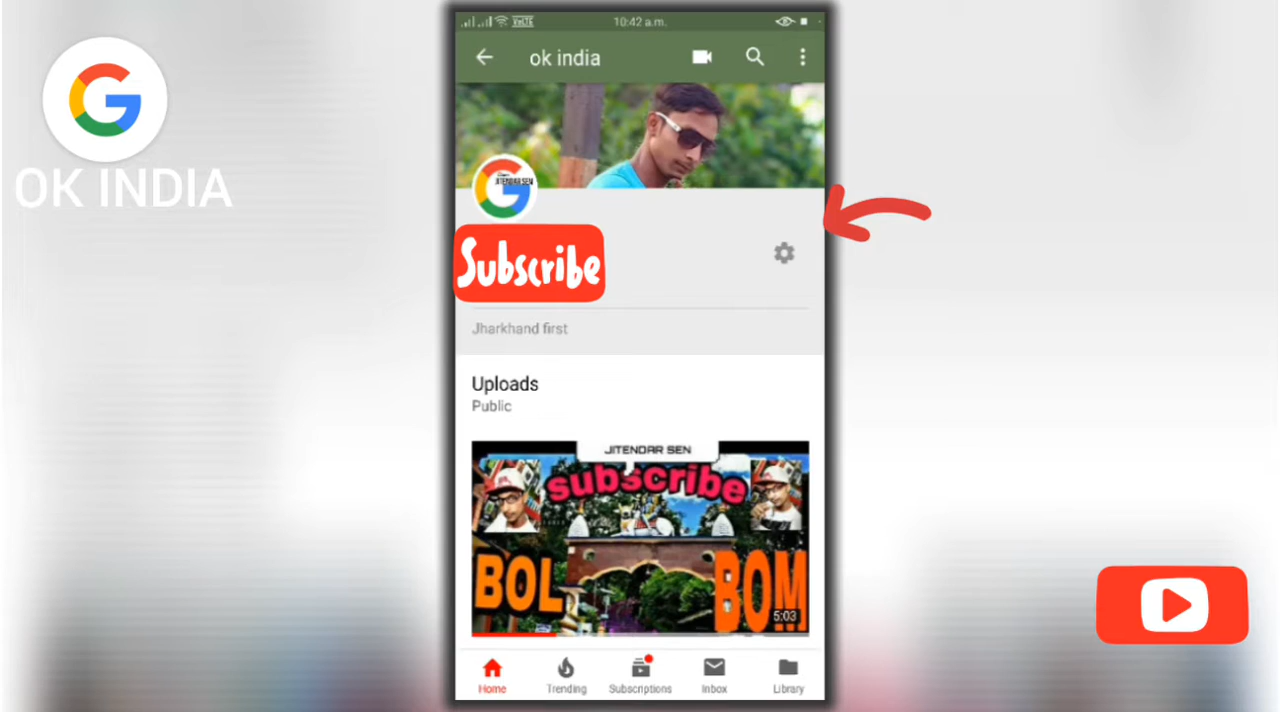 VoLTE
10:42 a.m.
ok india
OK INDIA
JITENDAR SEN
Subscribe
Jharkhand first
Uploads
Public
JITENDAR SEN
subscribe
BOL BOM
5:03
Home
Trending
Subscriptions
Inbox
Library